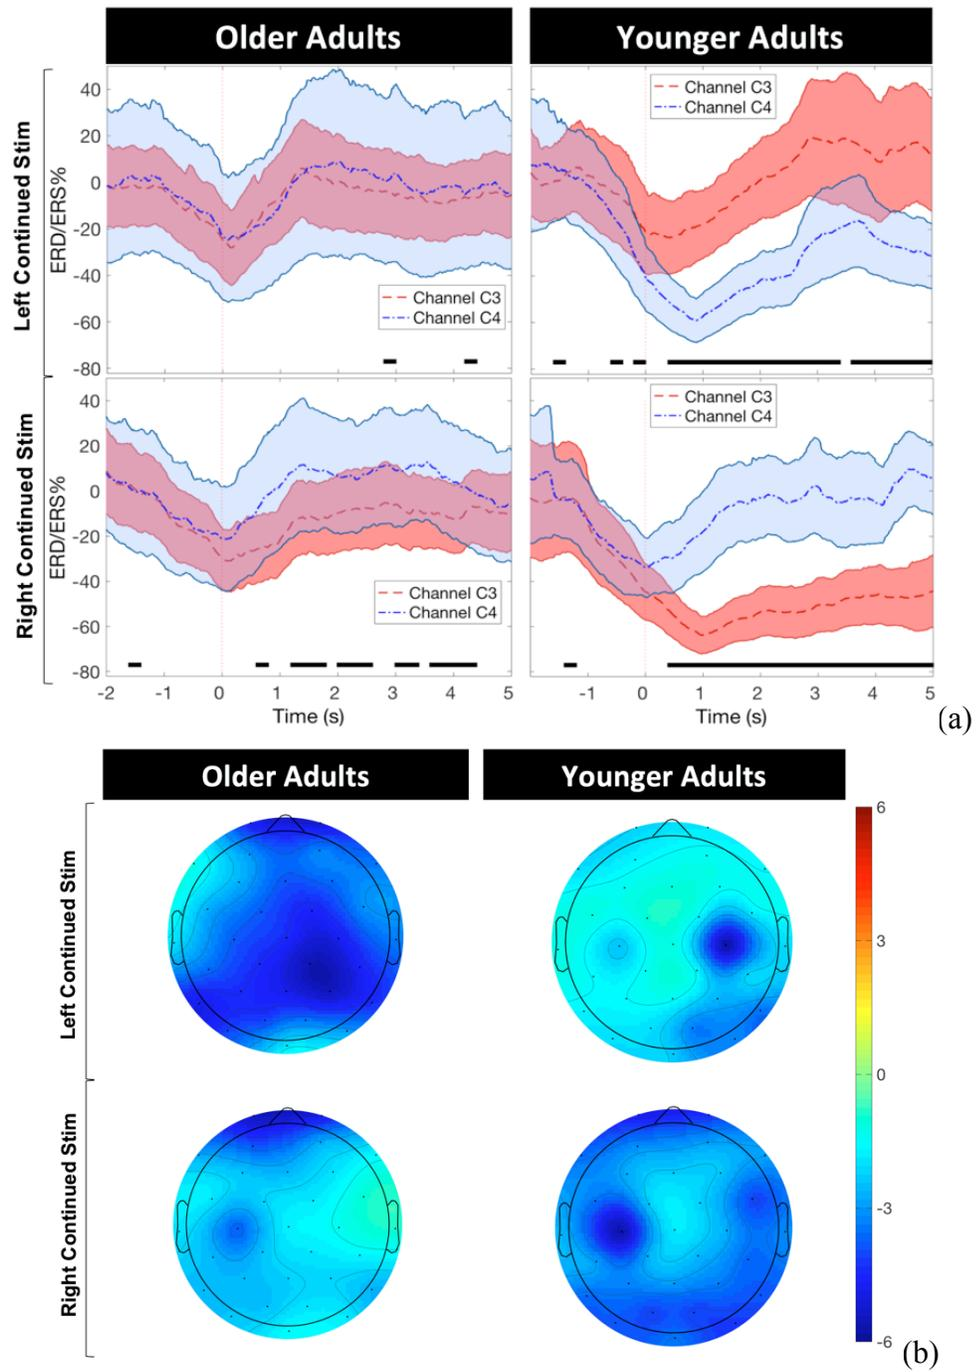 Older Adults
Younger Adults
Left Continued Stim
ERD/ERS%
40
20
0
-20
-40
-60
-80
Channel C3
Channel C4
Channel C3
Channel C4
Right Continued Stim
ERD/ERS%
40
20
0
-20
-40
-60
-80
Channel C3
Channel C4
Channel C3
Channel C4
-2 -1 0 1 2 3 4 5
-1 0 1 2 3 4 5
Time (s)
Time (s)
(a)
Older Adults
Younger Adults
Left Continued Stim
Right Continued Stim
6
3
0
-3
-6
(b)